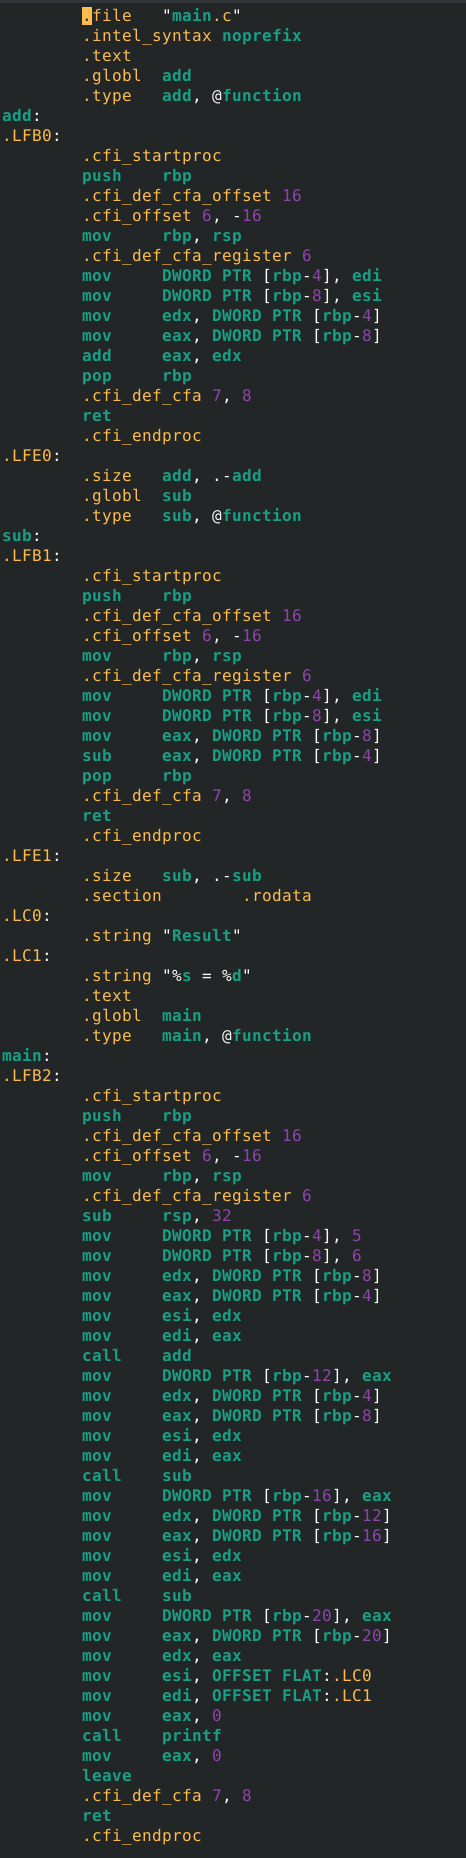 .file "main.c"
.intel_syntax noprefix
.text
.globl add
.type add, @function
add:
.LFB0:
.cfi_startproc
push rbp
.cfi_def_cfa_offset 16
.cfi_offset 6, -16
mov rbp, rsp
.cfi_def_cfa_register 6
mov DWORD PTR [rbp-4], edi
mov DWORD PTR [rbp-8], esi
mov edx, DWORD PTR [rbp-4]
mov eax, DWORD PTR [rbp-8]
add eax, edx
pop rbp
.cfi_def_cfa 7, 8
ret
.cfi_endproc
.LFE0:
.size add, .-add
.globl sub
.type sub, @function
sub:
.LFB1:
.cfi_startproc
push rbp
.cfi_def_cfa_offset 16
.cfi_offset 6, -16
mov rbp, rsp
.cfi_def_cfa_register 6
mov DWORD PTR [rbp-4], edi
mov DWORD PTR [rbp-8], esi
mov eax, DWORD PTR [rbp-8]
sub eax, DWORD PTR [rbp-4]
pop rbp
.cfi_def_cfa 7, 8
ret
.cfi_endproc
.LFE1:
.size sub, .-sub
.section .rodata
.LC0:
.string "Result"
.LC1:
.string "%s = %d"
.text
.globl main
.type main, @function
main:
.LFB2:
.cfi_startproc
push rbp
.cfi_def_cfa_offset 16
.cfi_offset 6, -16
mov rbp, rsp
.cfi_def_cfa_register 6
sub rsp, 32
mov DWORD PTR [rbp-4], 5
mov DWORD PTR [rbp-8], 6
mov edx, DWORD PTR [rbp-8]
mov eax, DWORD PTR [rbp-4]
mov esi, edx
mov edi, eax
call add
mov DWORD PTR [rbp-12], eax
mov edx, DWORD PTR [rbp-4]
mov eax, DWORD PTR [rbp-8]
mov esi, edx
mov edi, eax
call sub
mov DWORD PTR [rbp-16], eax
mov edx, DWORD PTR [rbp-12]
mov eax, DWORD PTR [rbp-16]
mov esi, edx
mov edi, eax
call sub
mov DWORD PTR [rbp-20], eax
mov eax, DWORD PTR [rbp-20]
mov edx, eax
mov esi, OFFSET FLAT:.LC0
mov edi, OFFSET FLAT:.LC1
mov eax, 0
call printf
mov eax, 0
leave
.cfi_def_cfa 7, 8
ret
.cfi_endproc